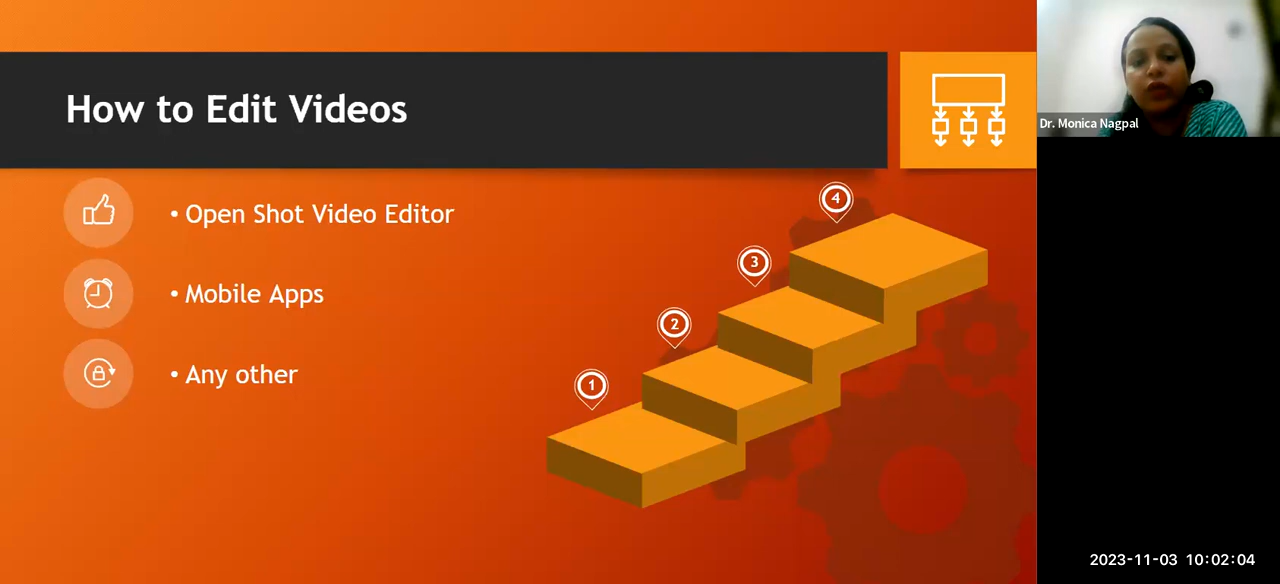 How to Edit Videos
• Open Shot Video Editor
• Mobile Apps
• Any other
4
3
2
1
Dr. Monica Nagpal
2023-11-03 10:02:04